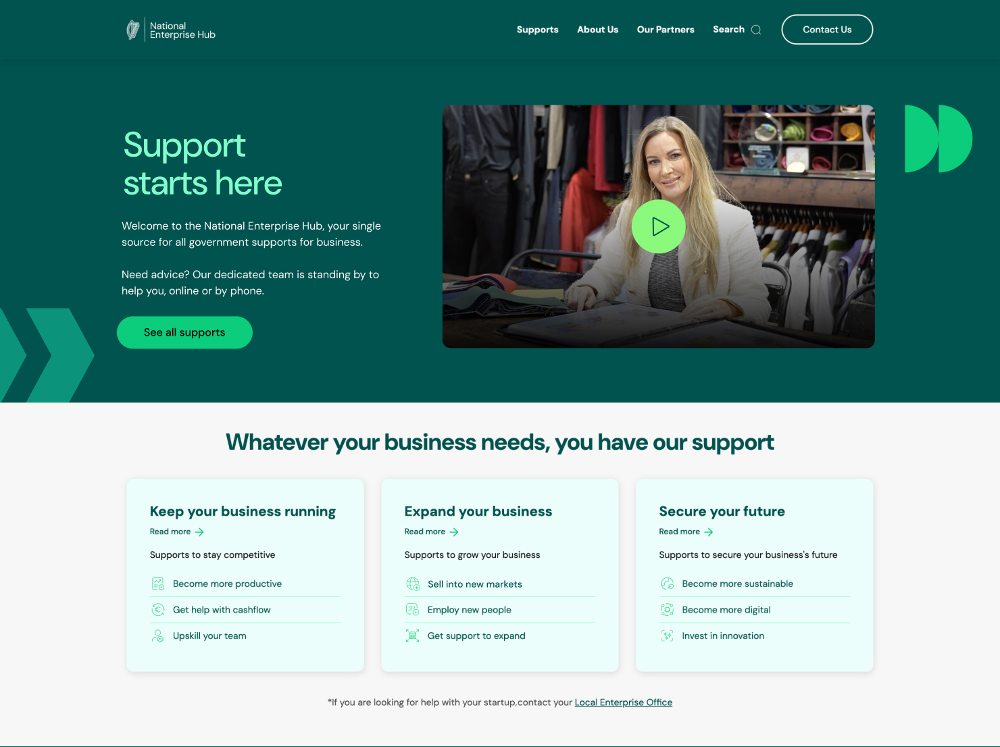 National
Enterprise Hub
Supports
About Us
Our Partners
Search
Contact Us
Support
starts here
Welcome to the National Enterprise Hub, your single
source for all government supports for business.
Need advice? Our dedicated team is standing by to
help you, online or by phone.
See all supports
Whatever your business needs, you have our support
Keep your business running
Read more
Supports to stay competitive
Become more productive
Get help with cashflow
Upskill your team
Expand your business
Read more
Supports to grow your business
Sell into new markets
Employ new people
Get support to expand
Secure your future
Read more
Supports to secure your business's future
Become more sustainable
Become more digital
Invest in innovation
*If you are looking for help with your startup,contact your Local Enterprise Office